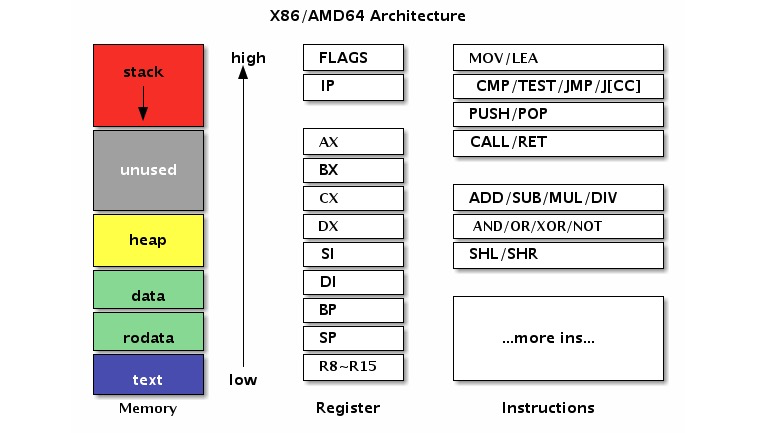 X86/AMD64 Architecture
stack
unused
heap
data
rodata
text
Memory
high
low
FLAGS
IP
AX
BX
CX
DX
SI
DI
BP
SP
R8~R15
Register
MOV/LEA
CMP/TEST/JMP/J[CC]
PUSH/POP
CALL/RET
ADD/SUB/MUL/DIV
AND/OR/XOR/NOT
SHL/SHR
...more ins...
Instructions